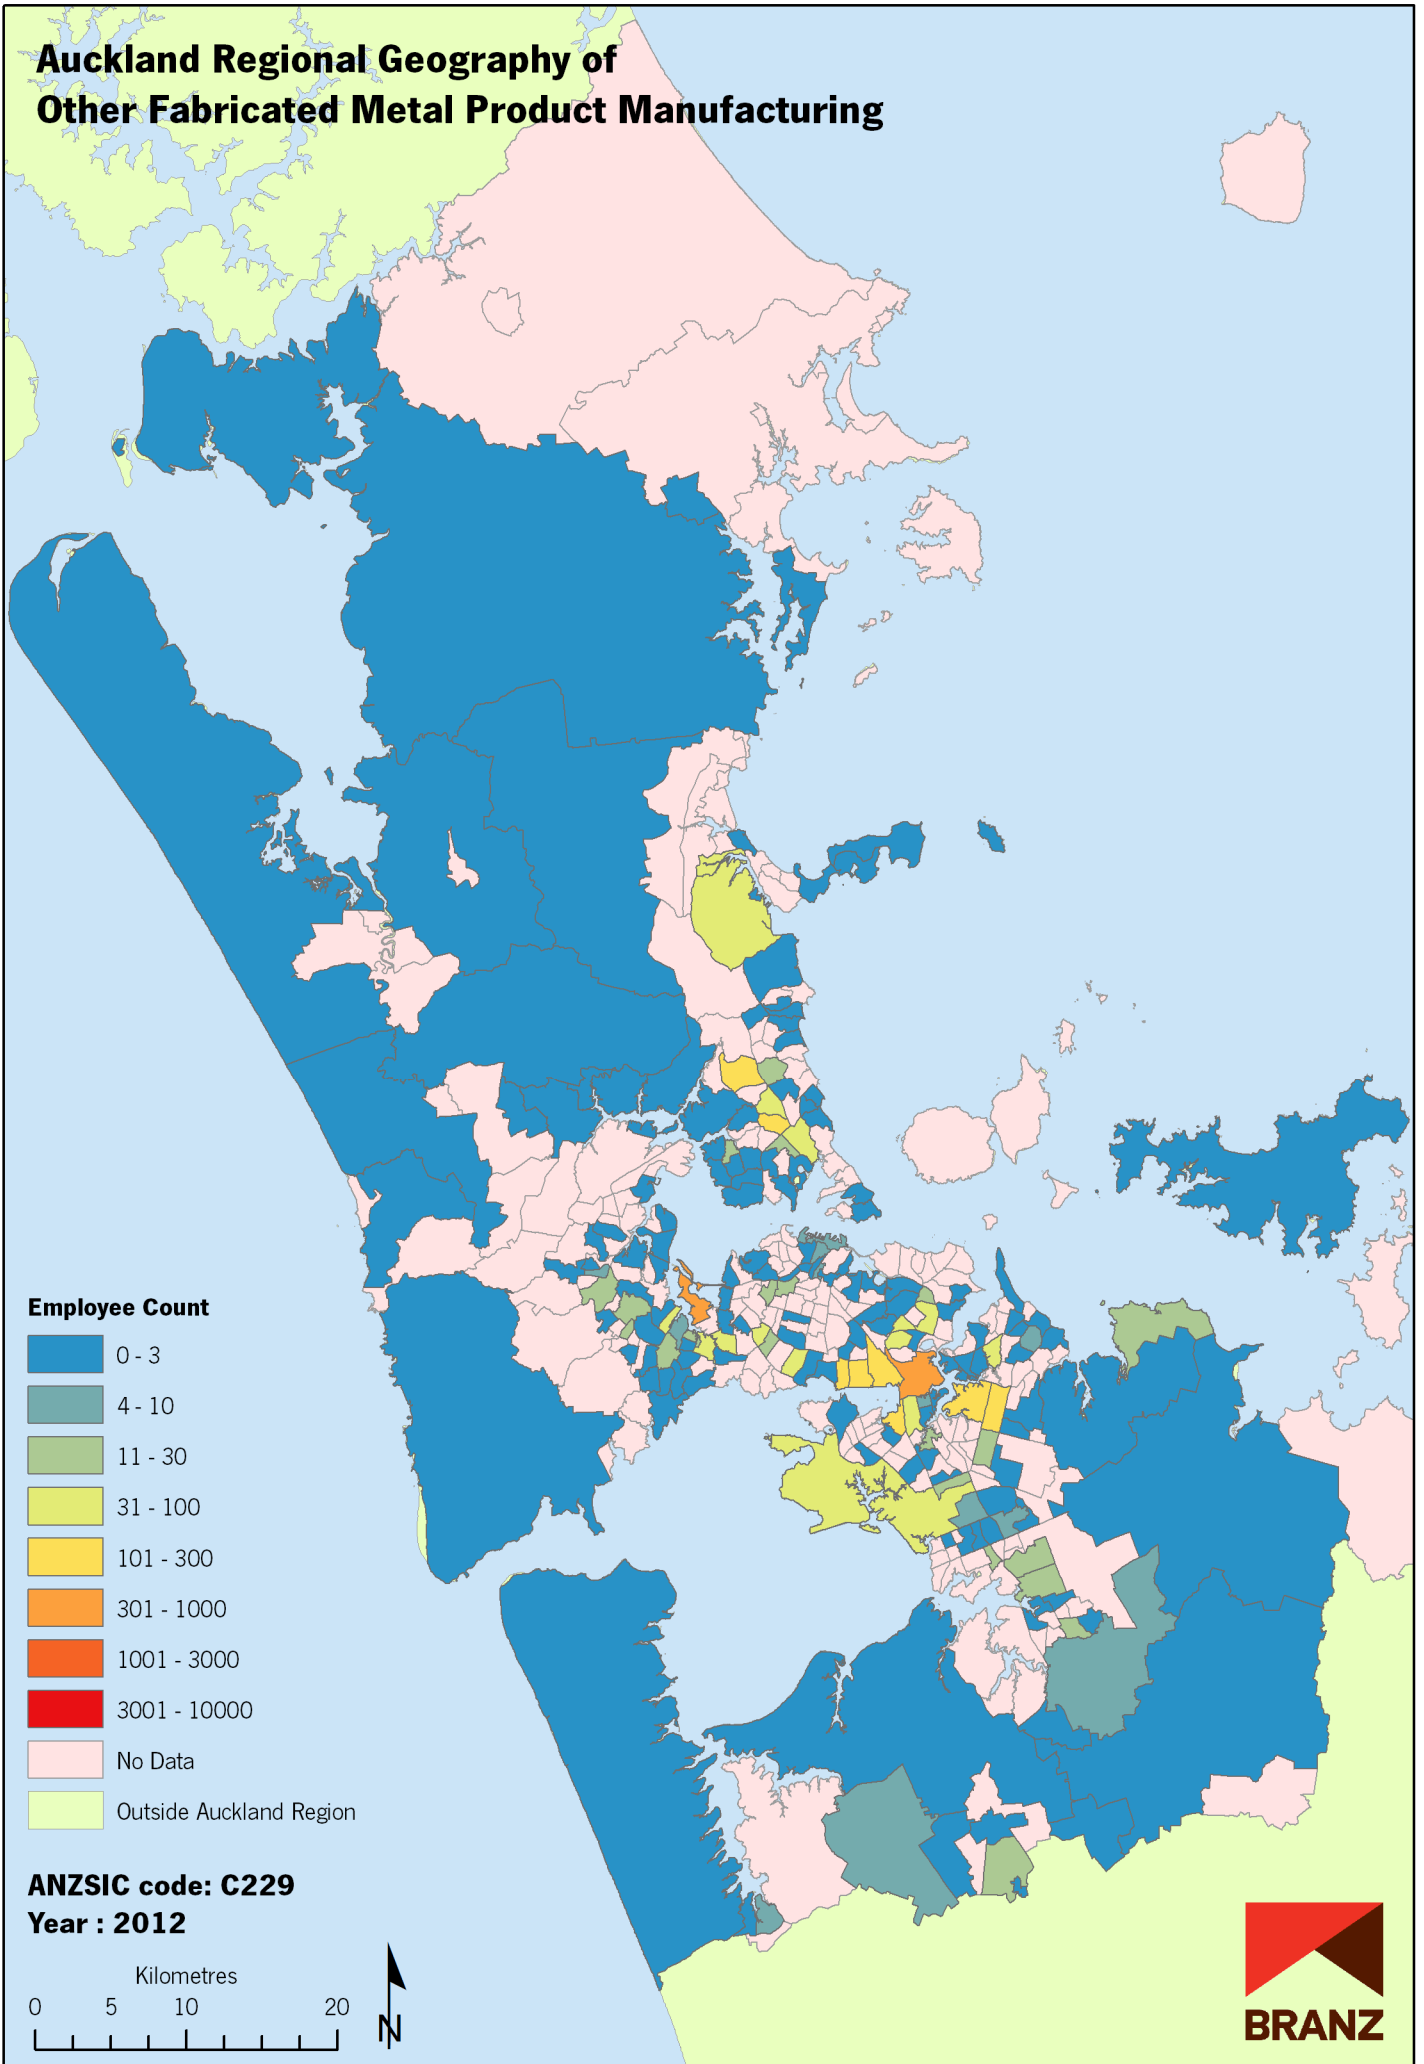 Auckland Regional Geography of
Other Fabricated Metal Product Manufacturing
Employee Count
0 - 3
4 - 10
11 - 30
31 - 100
101 - 300
301 - 1000
1001 - 3000
3001 - 10000
No Data
Outside Auckland Region
ANZSIC code: C229
Year : 2012
Kilometres
0 5 10 20
N
BRANZ